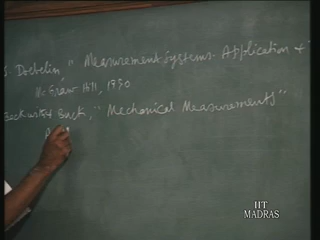 S. Doebelin, " Measurement Systems - Application &
McGraw Hill, 1990
Beckwith & Buck, "Mechanical Measurements"
IIT
MADRAS